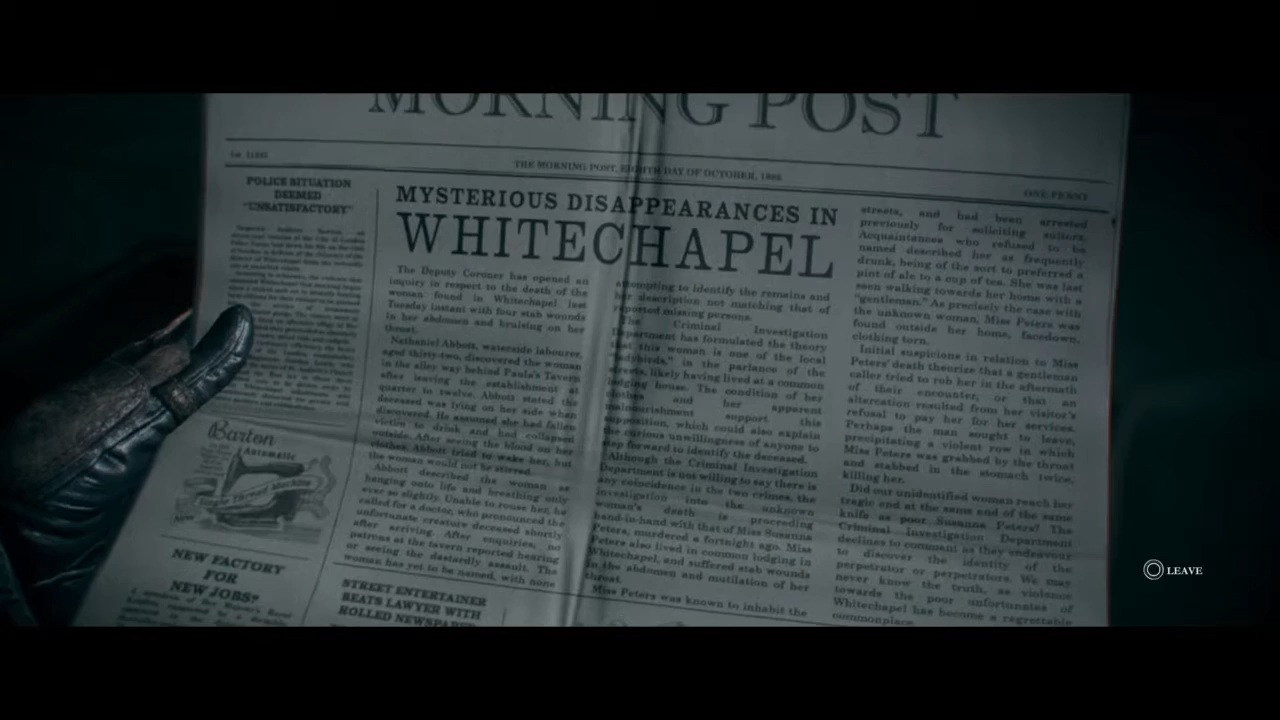 MORNING POST
THE MORNING POST, EIGHTH DAY OF OCTOBER,
ONE PENNY
POLICE SITUATION
DEEMED
"UNSATISFACTORY"
Barton
Automatic
Thread Machine
NEW FACTORY
FOR
NEW JOBS?
MYSTERIOUS DISAPPEARANCES IN
WHITECHAPEL
The Deputy Coroner has opened an
inquiry in respect to the death of the
woman found in Whitechapel last
Tuesday instant with four stab wounds
in her abdomen and bruising on her
throat.
Nathaniel Abbott, waterside labourer,
aged thirty-two, discovered the woman
in the alley way behind Paula's Tavern
after leaving the establishment at
quarter to twelve. Abbott stated the
deceased was lying on her side when
discovered. He assumed she had fallen
victim to drink and had collapsed
outside. After seeing the blood on her
clothes Abbott tried to wake her, but
the woman would not be stirred.
Abbott described the woman as
hanging onto life and breathing only
ever so slightly. Unable to rouse her, he
called for a doctor, who pronounced the
unfortunate creature deceased shortly
after arriving. After enquiries, no
patrons at the tavern reported hearing
or seeing the dastardly assault. The
woman has yet to be named, with none
STREET ENTERTAINER
BEATS LAWYER WITH
ROLLED NEWSPAPER
attempting to identify the remains and
her description not matching that of
reported missing persons.
The Criminal Investigation
Department has formulated the theory
that this woman is one of the local
"ladybirds," in the parlance of the
streets, likely having lived at a common
lodging house. The condition of her
clothes and her apparent
malnourishment support this
supposition, which could also explain
the curious unwillingness of anyone to
step forward to identify the deceased.
Although the Criminal Investigation
Department is not willing to say there is
any coincidence in the two crimes, the
investigation into the unknown
woman's death is proceeding
hand-in-hand with that of Miss Susanna
Peters, murdered a fortnight ago. Miss
Peters also lived in common lodging in
Whitechapel, and suffered stab wounds
in the abdomen and mutilation of her
throat.
Miss Peters was known to inhabit the
streets, and had been arrested
previously for soliciting suitors.
Acquaintances who refused to be
named described her as frequently
drunk, being of the sort to preferred a
pint of ale to a cup of tea. She was last
seen walking towards her home with a
"gentleman." As precisely the case with
the unknown woman, Miss Peters was
found outside her home, facedown,
clothing torn.
Initial suspicions in relation to Miss
Peters' death theorize that a gentleman
caller tried to rob her in the aftermath
of their encounter, or that an
altercation resulted from her visitor's
refusal to pay her for her services.
Perhaps the man sought to leave,
precipitating a violent row in which
Miss Peters was grabbed by the throat
and stabbed in the stomach twice,
killing her.
Did our unidentified women reach her
tragic end at the same end of the same
knife as poor Susanna Peters? The
Criminal Investigation Department
declines to comment as they endeavour
to discover the identity of the
perpetrator or perpetrators. We may
never know the truth, as violence
towards the poor unfortunates of
Whitechapel has become a regrettable
commonplace.
LEAVE